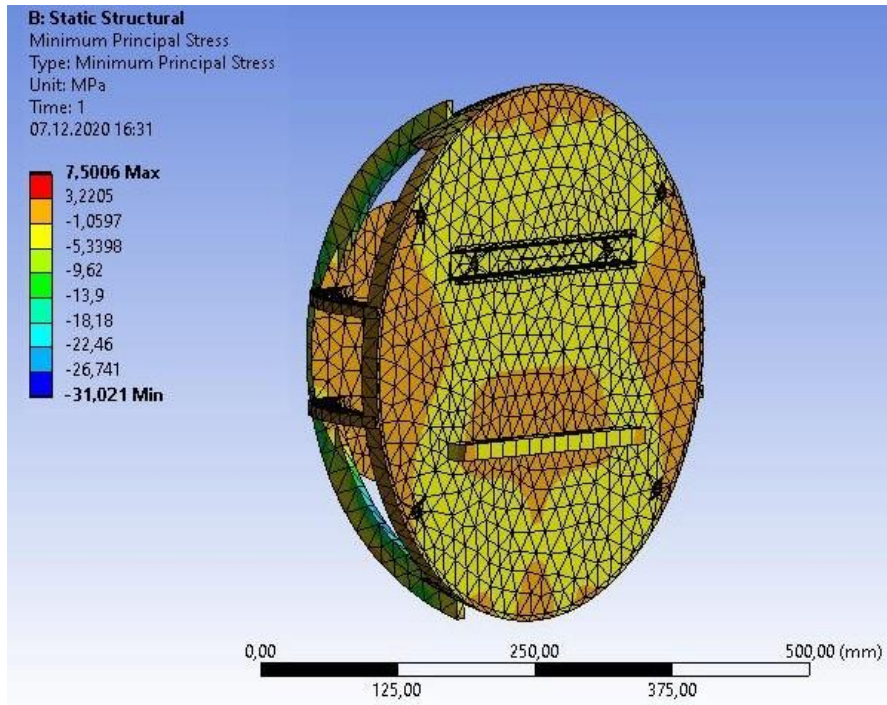 B: Static Structural
Minimum Principal Stress
Type: Minimum Principal Stress
Unit: MPa
Time: 1
07.12.2020 16:31
7,5006 Max
3,2205
-1,0597
-5,3398
-9,62
-13,9
-18,18
-22,46
-26,741
-31,021 Min
0,00 250,00 500,00 (mm)
125,00 375,00